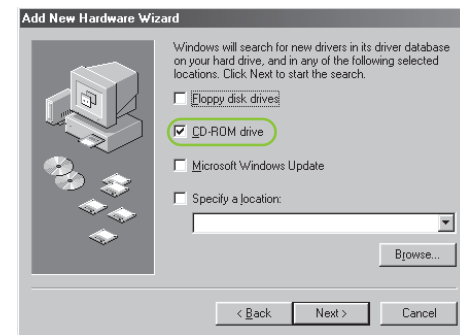 Add New Hardware Wizard
Windows will search for new drivers in its driver database
on your hard drive, and in any of the following selected
locations. Click Next to start the search.
Floppy disk drives
CD-ROM drive
Microsoft Windows Update
Specify a location:
Browse...
< Back
Next >
Cancel